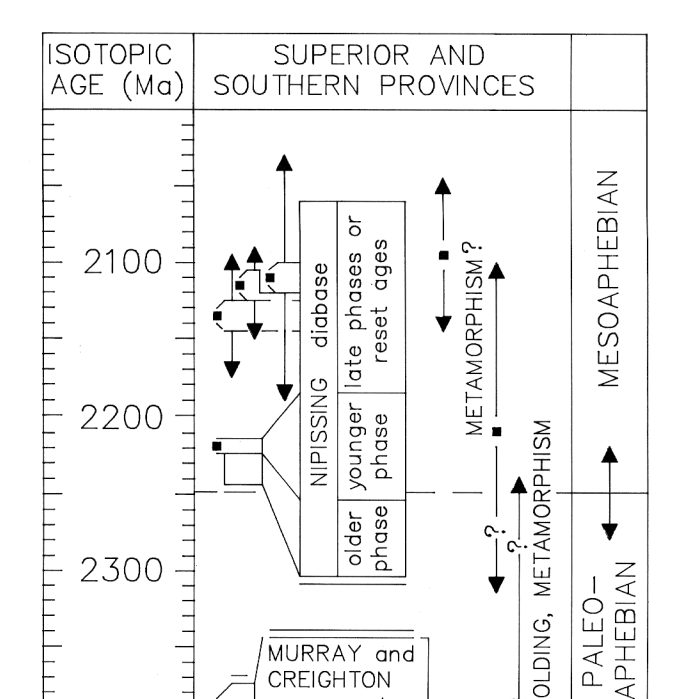 ISOTOPIC
AGE (Ma)
SUPERIOR AND
SOUTHERN PROVINCES
2100
2200
2300
NIPISSING diabase
late phases or
reset ages
younger
phase
older
phase
METAMORPHISM?
?
?
OLDING, METAMORPHISM
MESOAPHEBIAN
PALEO-
APHEBIAN
MURRAY and
CREIGHTON